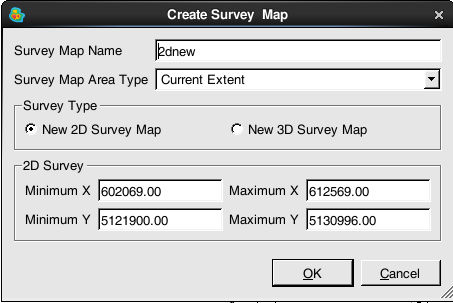 Create Survey Map
Survey Map Name 2dnew
Survey Map Area Type Current Extent
Survey Type
New 2D Survey Map New 3D Survey Map
2D Survey
Minimum X 602069.00 Maximum X 612569.00
Minimum Y 5121900.00 Maximum Y 5130996.00
OK Cancel